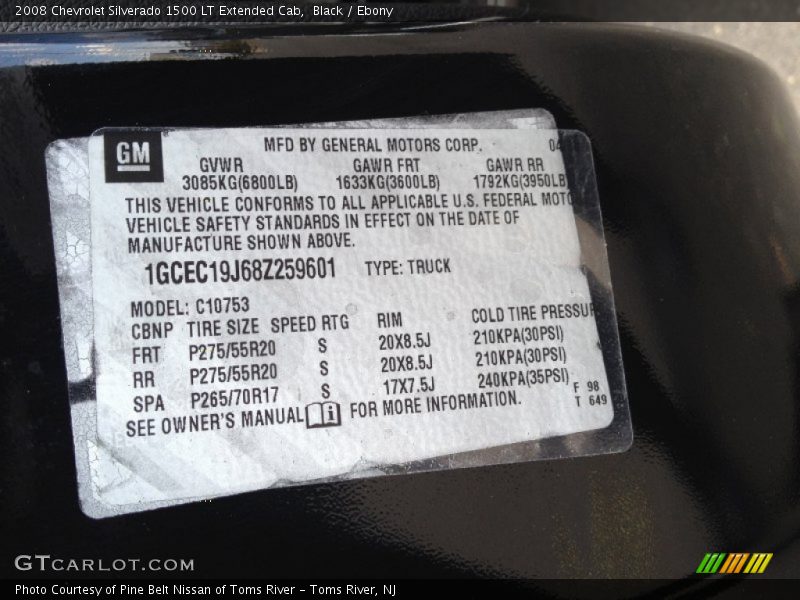 2008 Chevrolet Silverado 1500 LT Extended Cab, Black / Ebony
GM
MFD BY GENERAL MOTORS CORP. 04
GVWR GAWR FRT GAWR RR
3085KG(6800LB) 1633KG(3600LB) 1792KG(3950LB
THIS VEHICLE CONFORMS TO ALL APPLICABLE U.S. FEDERAL MOTO
VEHICLE SAFETY STANDARDS IN EFFECT ON THE DATE OF
MANUFACTURE SHOWN ABOVE.
1GCEC19J68Z259601 TYPE: TRUCK
MODEL: C10753
CBNP TIRE SIZE SPEED RTG RIM COLD TIRE PRESSUR
FRT P275/55R20 S 20X8.5J 210KPA(30PSI)
RR P275/55R20 S 20X8.5J 210KPA(30PSI)
SPA P265/70R17 S 17X7.5J 240KPA(35PSI)
SEE OWNER'S MANUAL FOR MORE INFORMATION.
F 98
T 649
GTCARLOT.COM
Photo Courtesy of Pine Belt Nissan of Toms River – Toms River, NJ